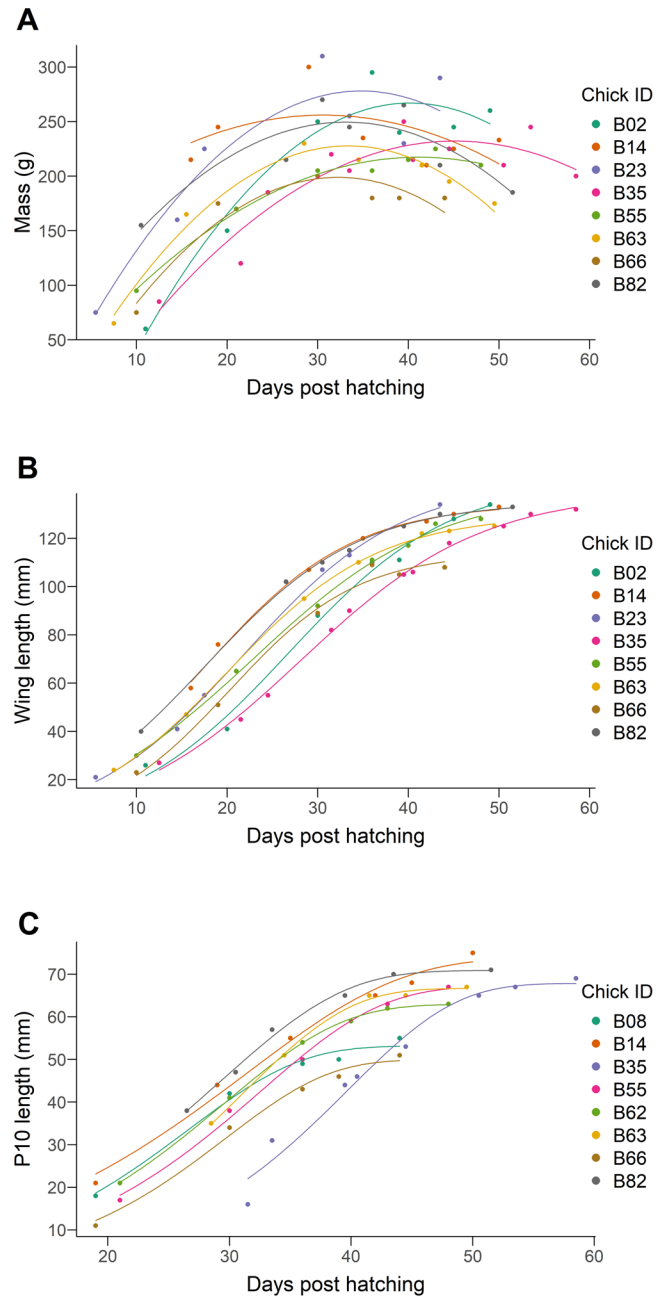 A
Mass (g)
300
250
200
150
100
50
10 20 30 40 50 60
Days post hatching
Chick ID
B02
B14
B23
B35
B55
B63
B66
B82
B
Wing length (mm)
120
100
80
60
40
20
10 20 30 40 50 60
Days post hatching
Chick ID
B02
B14
B23
B35
B55
B63
B66
B82
C
P10 length (mm)
70
60
50
40
30
20
10
20 30 40 50 60
Days post hatching
Chick ID
B08
B14
B35
B55
B62
B63
B66
B82